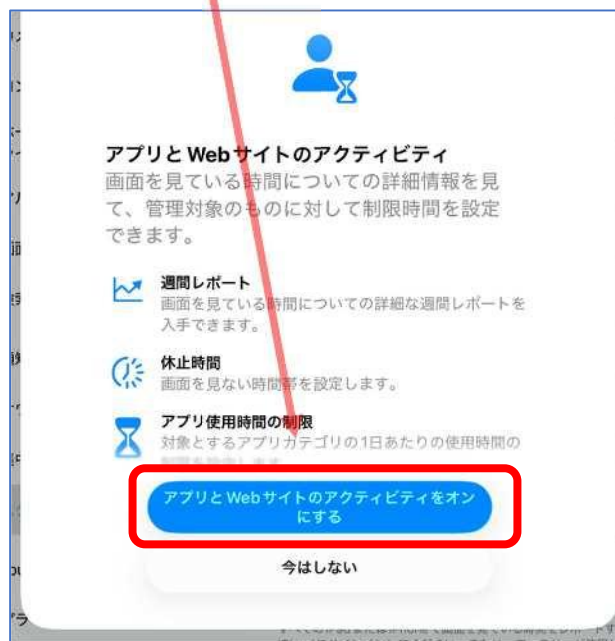 アプリとWebサイトのアクティビティ
画面を見ている時間についての詳細情報を見
て、管理対象のものに対して制限時間を設定
できます。
週間レポート
画面を見ている時間についての詳細な週間レポートを
入手できます。
休止時間
画面を見ない時間帯を設定します。
アプリ使用時間の制限
対象とするアプリカテゴリの1日あたりの使用時間の
アプリとWebサイトのアクティビティをオン
にする
今はしない